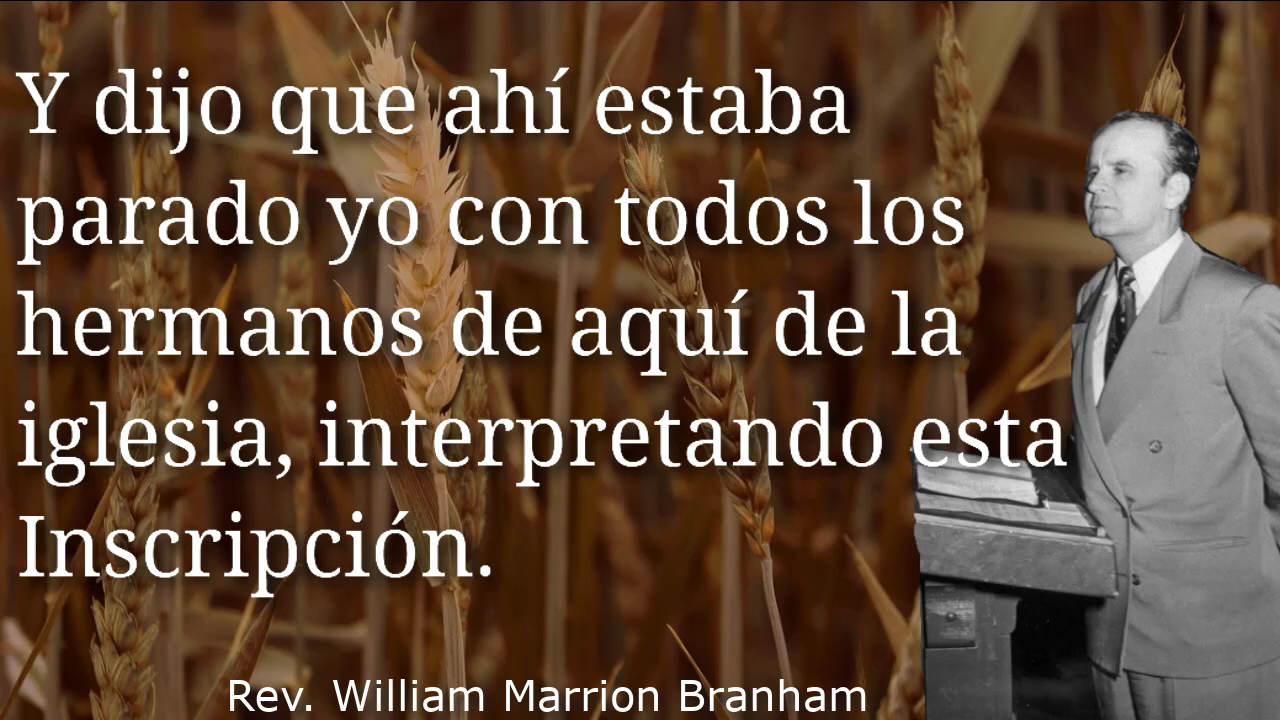 Y dijo que ahí estaba
parado yo con todos los
hermanos de aquí de la
iglesia, interpretando esta
Inscripción.
Rev. William Marrion Branham